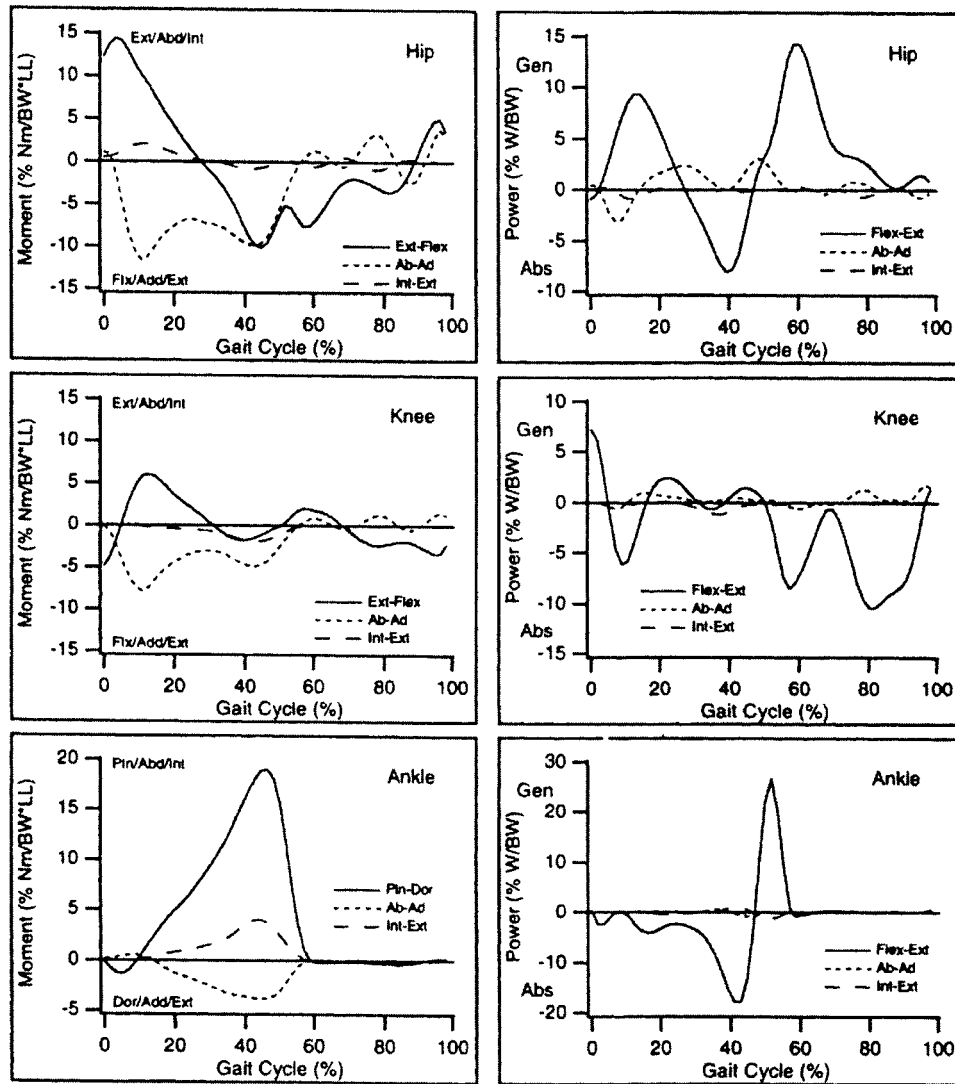 Ext/Abd/Int
Hip
Moment (% Nm/BW*LL)
15
10
5
0
-5
-10
-15
Ext-Flex
Ab-Ad
Int-Ext
Flx/Add/Ext
0 20 40 60 80 100
Gait Cycle (%)
Hip
Gen
Power (% W/BW)
15
10
5
0
-5
-10
Abs
Flex-Ext
Ab-Ad
Int-Ext
0 20 40 60 80 100
Gait Cycle (%)
Ext/Abd/Int
Knee
Moment (% Nm/BW*LL)
15
10
5
0
-5
-10
-15
Ext-Flex
Ab-Ad
Int-Ext
Flx/Add/Ext
0 20 40 60 80 100
Gait Cycle (%)
Knee
Gen
Power (% W/BW)
10
5
0
-5
-10
-15
Abs
Flex-Ext
Ab-Ad
Int-Ext
0 20 40 60 80 100
Gait Cycle (%)
Pln/Abd/Int
Ankle
Moment (% Nm/BW*LL)
20
15
10
5
0
-5
Pln-Dor
Ab-Ad
Int-Ext
Dor/Add/Ext
0 20 40 60 80 100
Gait Cycle (%)
Ankle
Gen
Power (% W/BW)
30
20
10
0
-10
-20
Abs
Flex-Ext
Ab-Ad
Int-Ext
0 20 40 60 80 100
Gait Cycle (%)